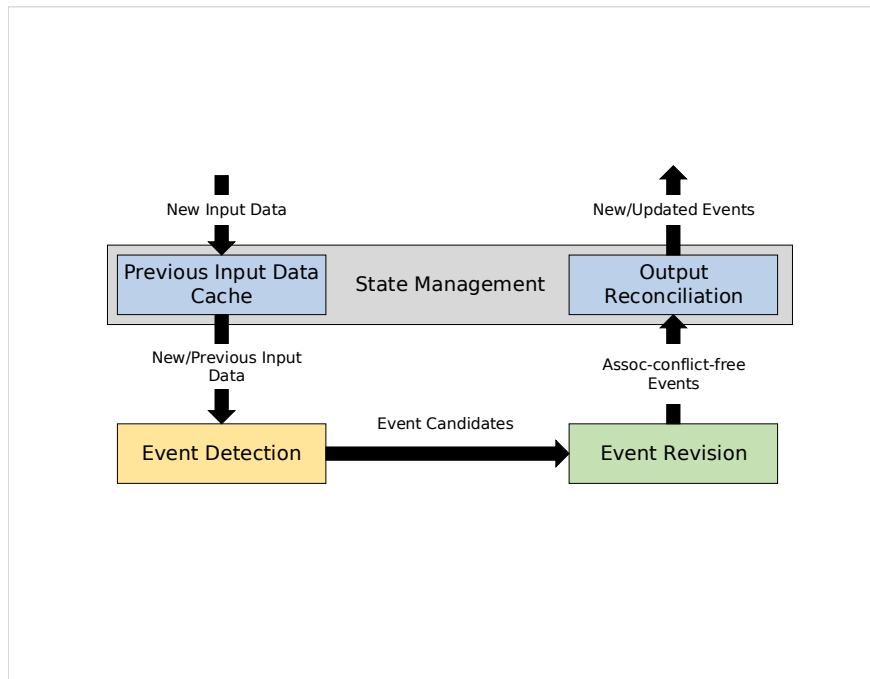 New Input Data
New/Updated Events
Previous Input Data
Cache
State Management
Output
Reconciliation
New/Previous Input
Data
Assoc-conflict-free
Events
Event Candidates
Event Detection
Event Revision